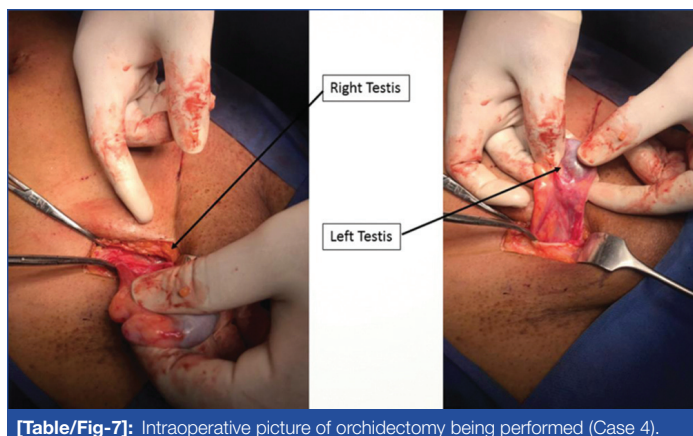 Right Testis
Left Testis
[Table/Fig-7]: Intraoperative picture of orchidectomy being performed (Case 4).